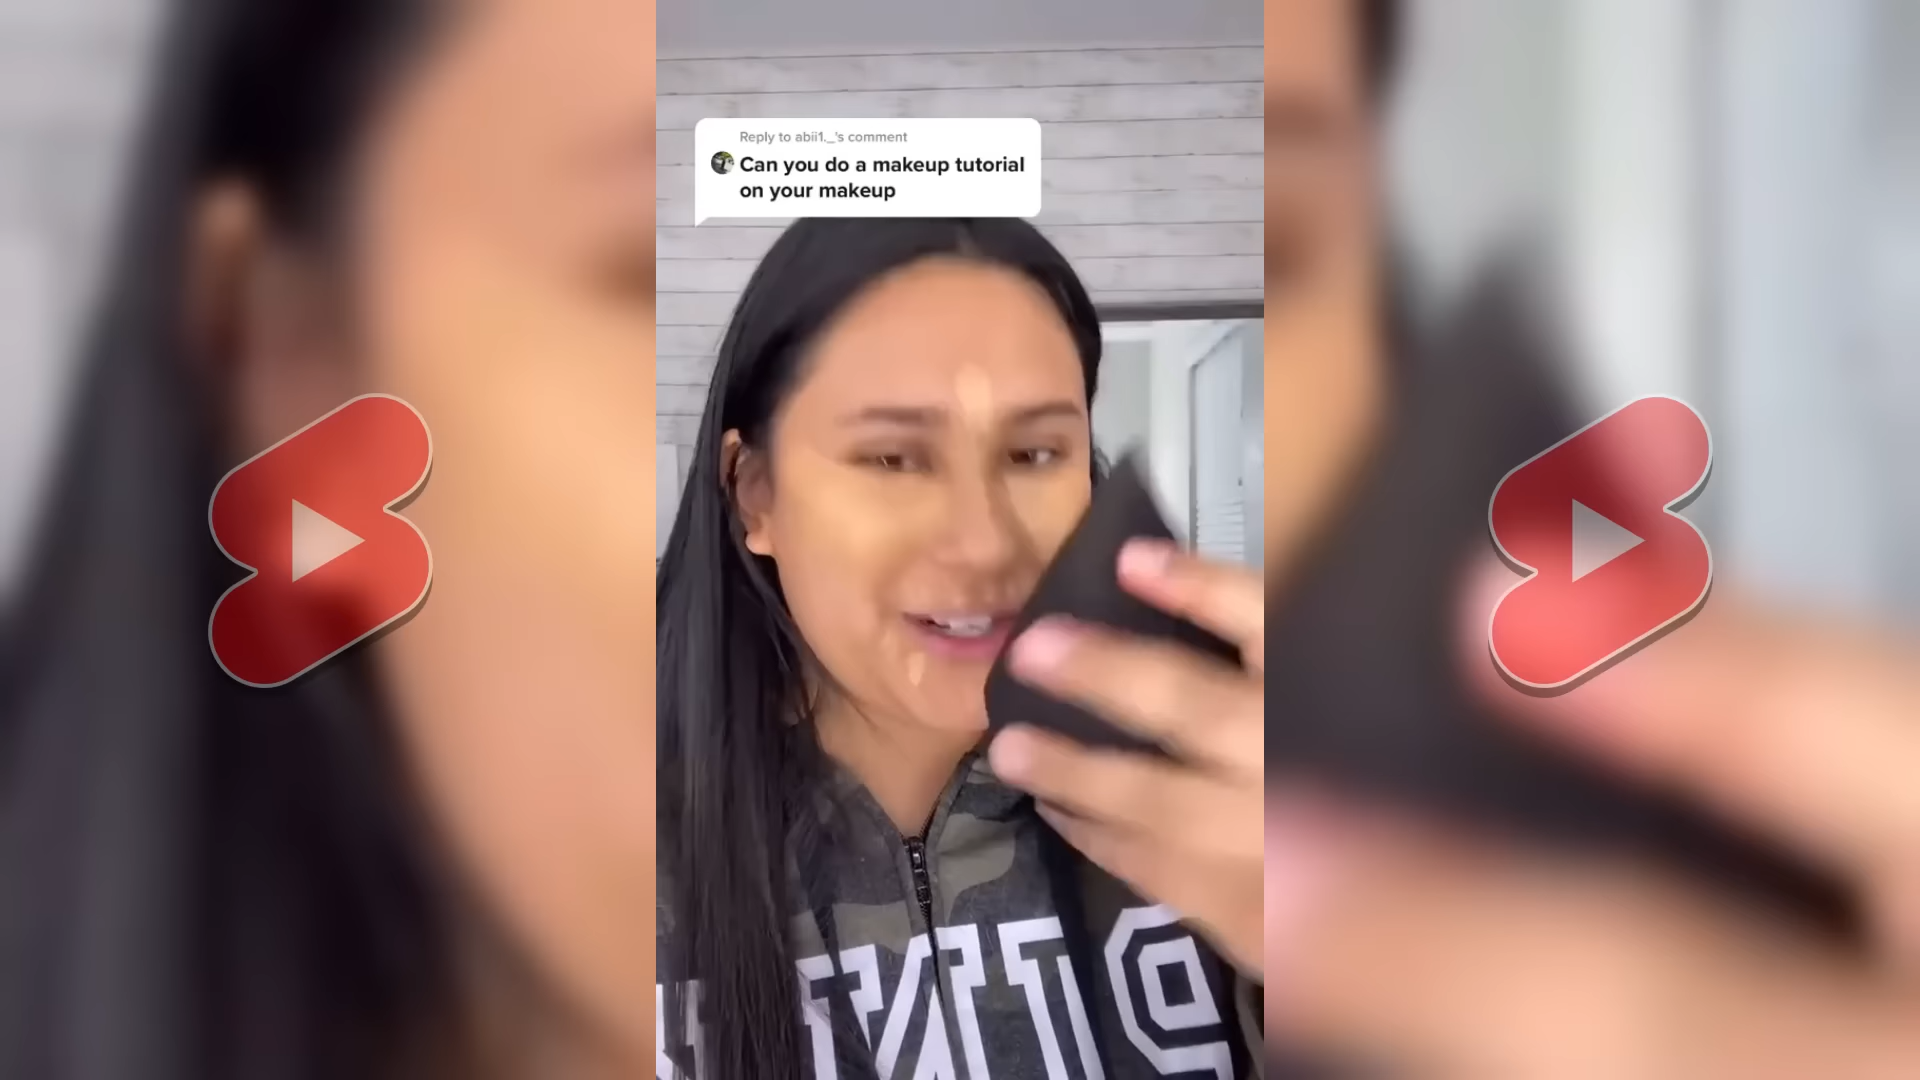 Reply to abii1._'s comment
Can you do a makeup tutorial
on your makeup